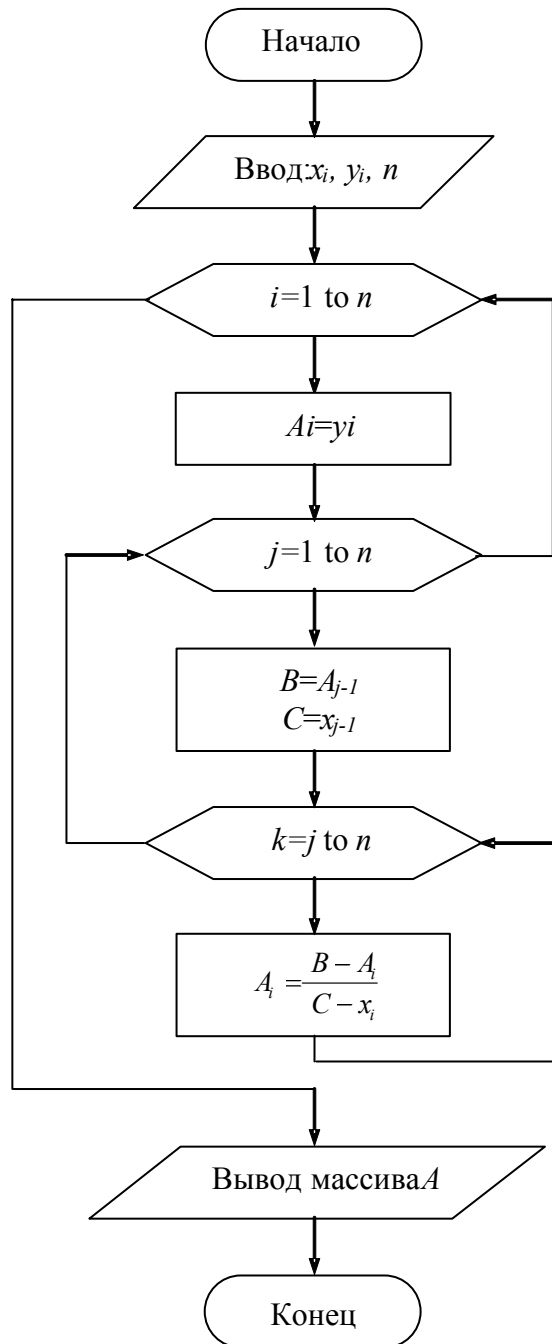 Начало
Ввод:xᵢ, yᵢ, n
i=1 to n
Ai=yi
j=1 to n
B=Aⱼ₋₁
C=xⱼ₋₁
k=j to n
Aᵢ = (B − Aᵢ)/(C − xᵢ)
Вывод массиваA
Конец